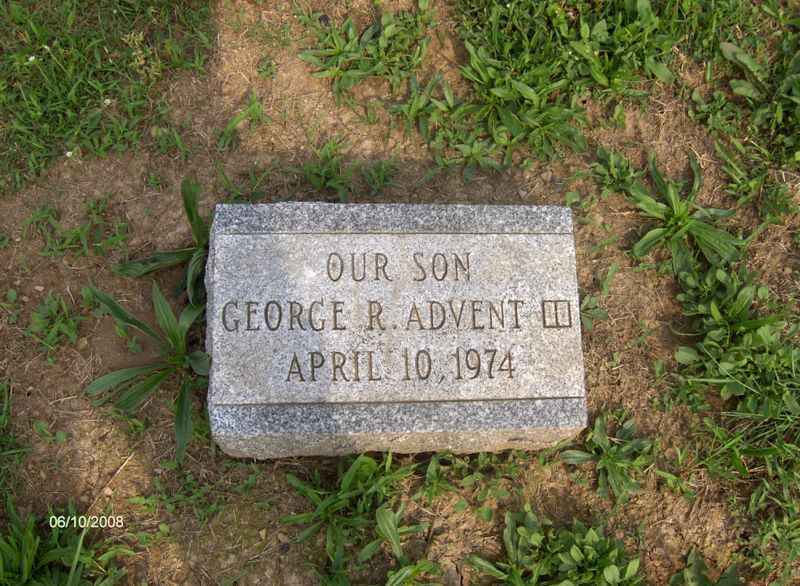 OUR SON
GEORGE R. ADVENT III
APRIL 10, 1974
06/10/2008